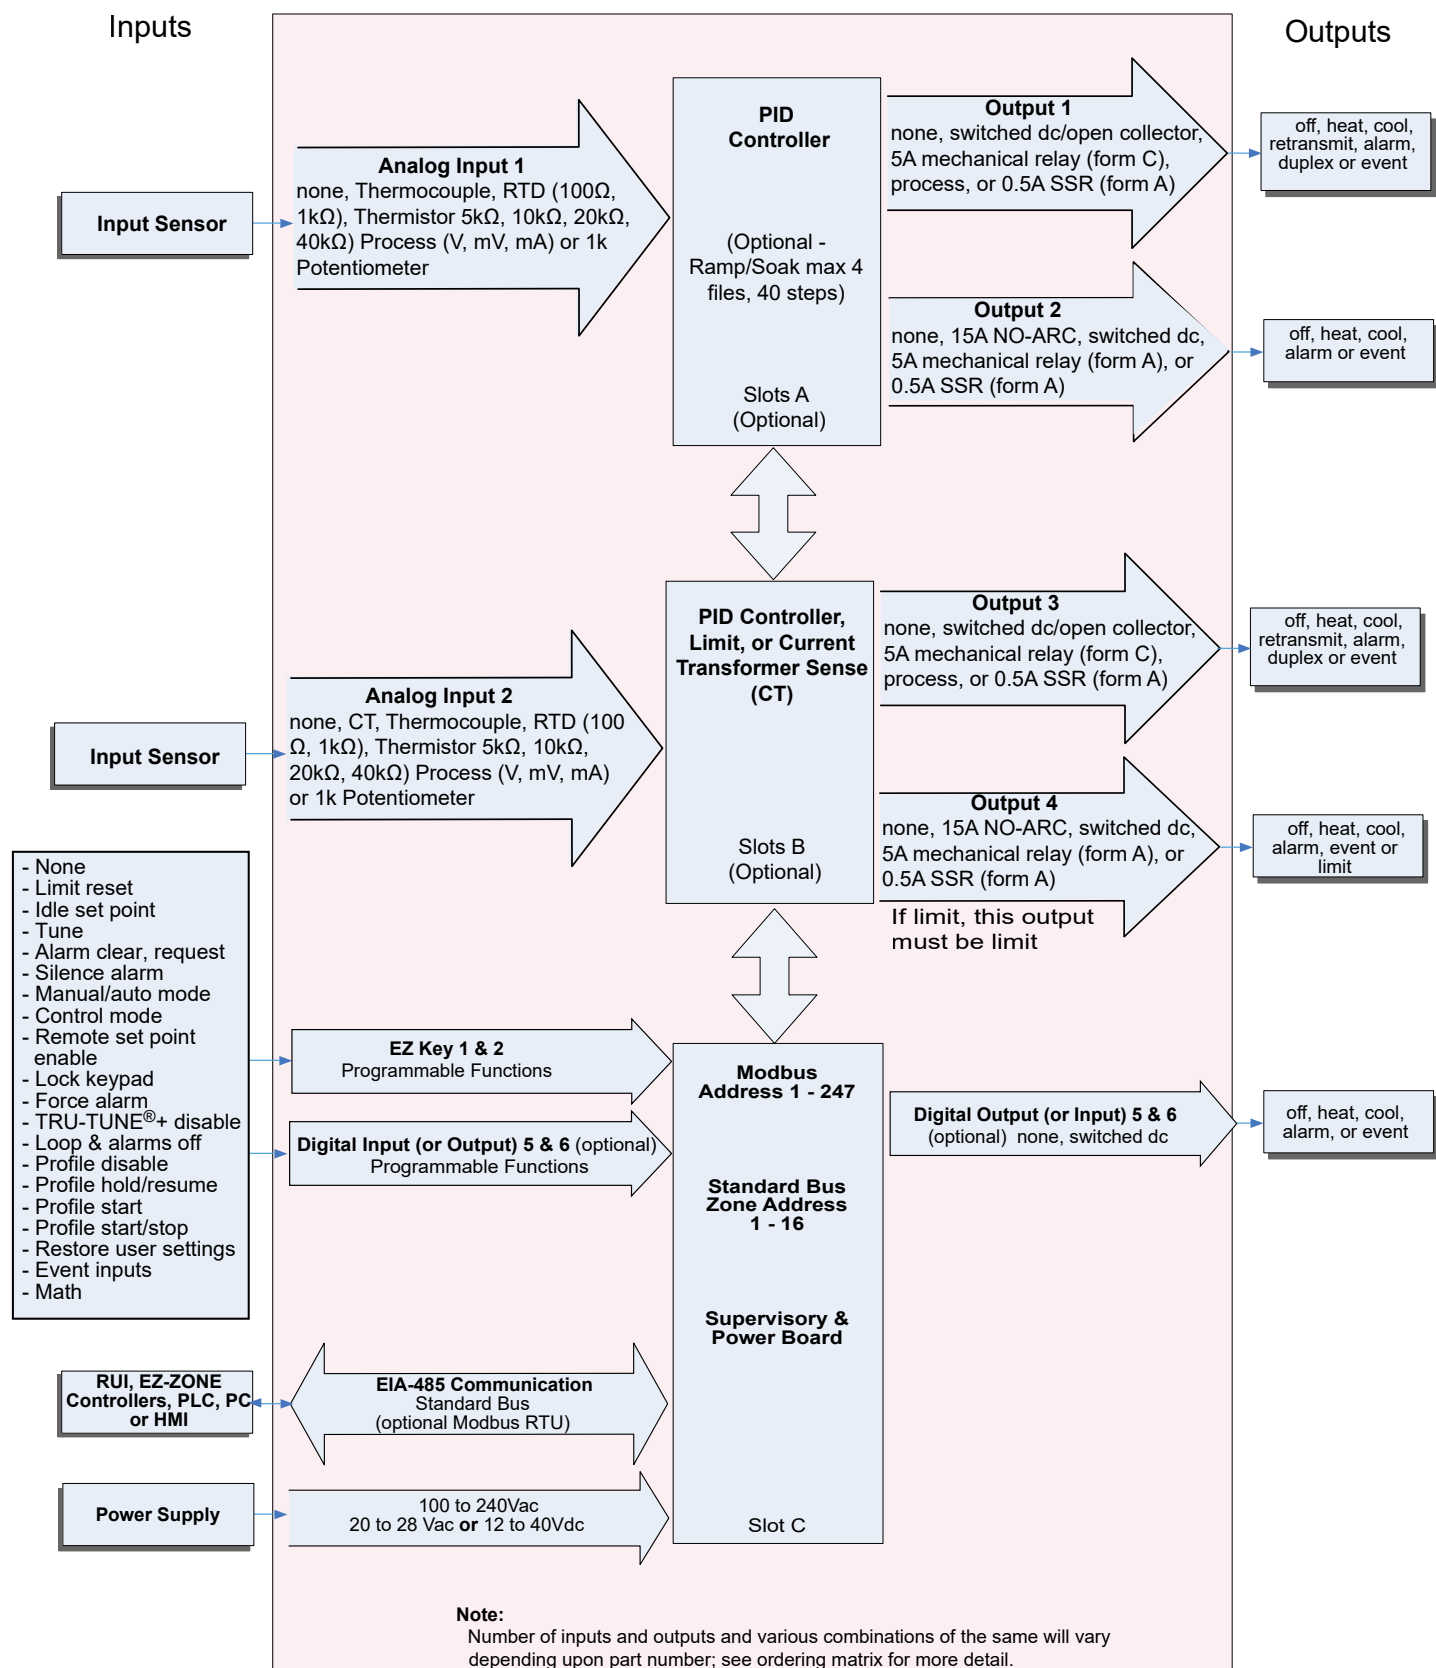 Inputs
Outputs
Input Sensor
Analog Input 1
none, Thermocouple, RTD (100Ω,
1kΩ), Thermistor 5kΩ, 10kΩ, 20kΩ,
40kΩ) Process (V, mV, mA) or 1k
Potentiometer
PID
Controller
(Optional -
Ramp/Soak max 4
files, 40 steps)
Slots A
(Optional)
Output 1
none, switched dc/open collector,
5A mechanical relay (form C),
process, or 0.5A SSR (form A)
off, heat, cool,
retransmit, alarm,
duplex or event
Output 2
none, 15A NO-ARC, switched dc,
5A mechanical relay (form A), or
0.5A SSR (form A)
off, heat, cool,
alarm or event
Input Sensor
Analog Input 2
none, CT, Thermocouple, RTD (100
Ω, 1kΩ), Thermistor 5kΩ, 10kΩ,
20kΩ, 40kΩ) Process (V, mV, mA)
or 1k Potentiometer
PID Controller,
Limit, or Current
Transformer Sense
(CT)
Slots B
(Optional)
Output 3
none, switched dc/open collector,
5A mechanical relay (form C),
process, or 0.5A SSR (form A)
off, heat, cool,
retransmit, alarm,
duplex or event
Output 4
none, 15A NO-ARC, switched dc,
5A mechanical relay (form A), or
0.5A SSR (form A)
If limit, this output
must be limit
off, heat, cool,
alarm, event or
limit
- None
- Limit reset
- Idle set point
- Tune
- Alarm clear, request
- Silence alarm
- Manual/auto mode
- Control mode
- Remote set point
enable
- Lock keypad
- Force alarm
- TRU-TUNE®+ disable
- Loop & alarms off
- Profile disable
- Profile hold/resume
- Profile start
- Profile start/stop
- Restore user settings
- Event inputs
- Math
EZ Key 1 & 2
Programmable Functions
Digital Input (or Output) 5 & 6 (optional)
Programmable Functions
Modbus
Address 1 - 247
Standard Bus
Zone Address
1 - 16
Supervisory &
Power Board
Slot C
Digital Output (or Input) 5 & 6
(optional) none, switched dc
off, heat, cool,
alarm, or event
RUI, EZ-ZONE
Controllers, PLC, PC
or HMI
EIA-485 Communication
Standard Bus
(optional Modbus RTU)
Power Supply
100 to 240Vac
20 to 28 Vac or 12 to 40Vdc
Note:
Number of inputs and outputs and various combinations of the same will vary
depending upon part number; see ordering matrix for more detail.